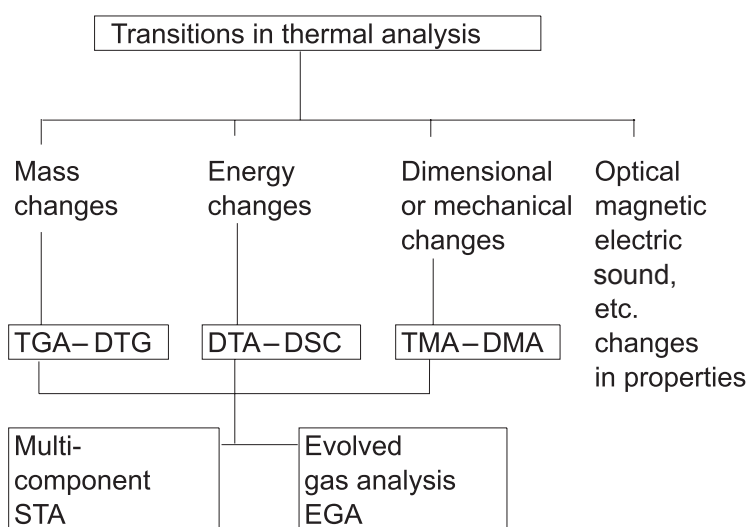 Transitions in thermal analysis
Mass
changes
Energy
changes
Dimensional
or mechanical
changes
Optical
magnetic
electric
sound,
etc.
changes
in properties
TGA – DTG
DTA – DSC
TMA – DMA
Multi-
component
STA
Evolved
gas analysis
EGA